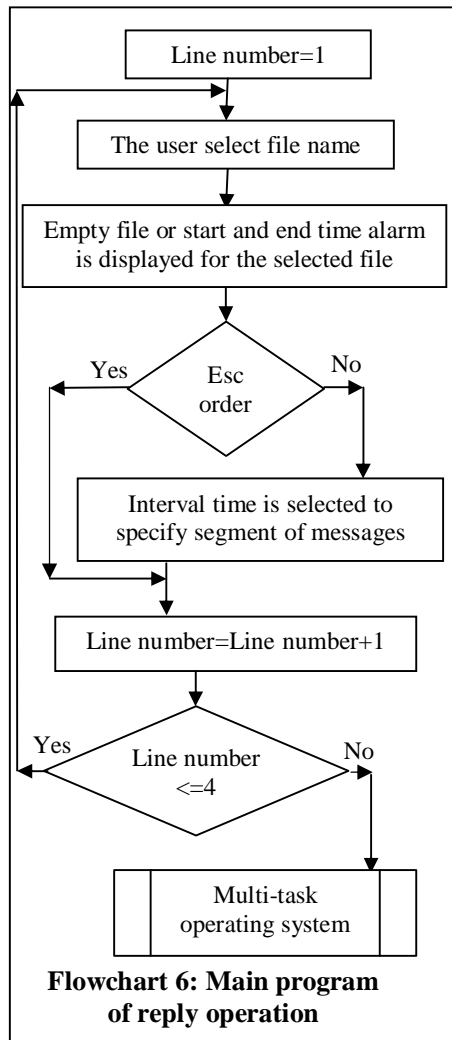 Line number=1
The user select file name
Empty file or start and end time alarm
is displayed for the selected file
Yes
No
Esc
order
Interval time is selected to
specify segment of messages
Line number=Line number+1
Yes
No
Line number
<=4
Multi-task
operating system
Flowchart 6: Main program
of reply operation